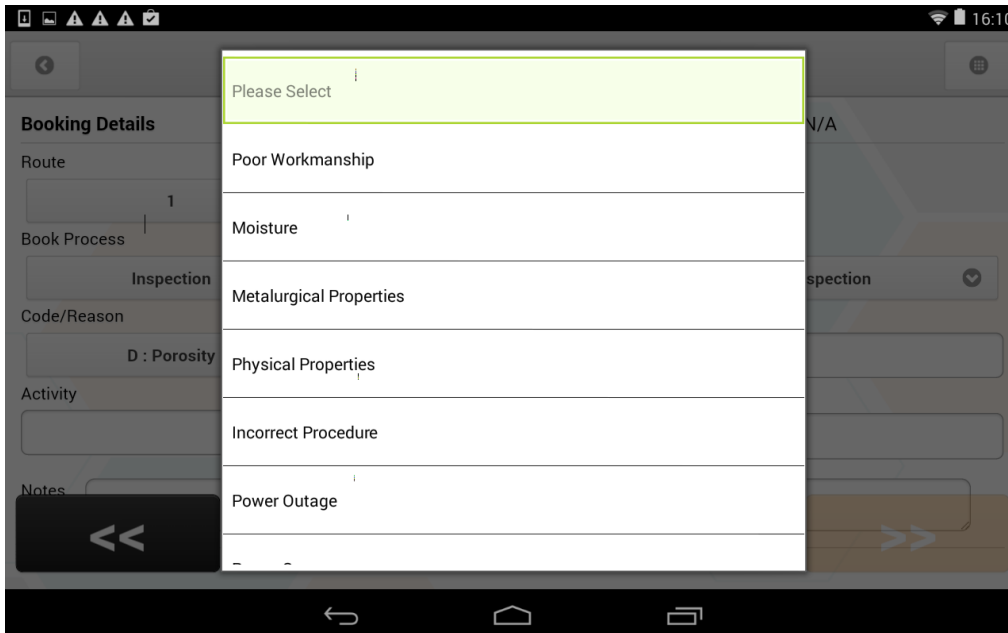 16:10
Please Select
Booking Details
N/A
Poor Workmanship
Route
1
Moisture
Book Process
Inspection
spection
Metalurgical Properties
Code/Reason
D : Porosity
Physical Properties
Activity
Incorrect Procedure
Notes
Power Outage
<<
>>